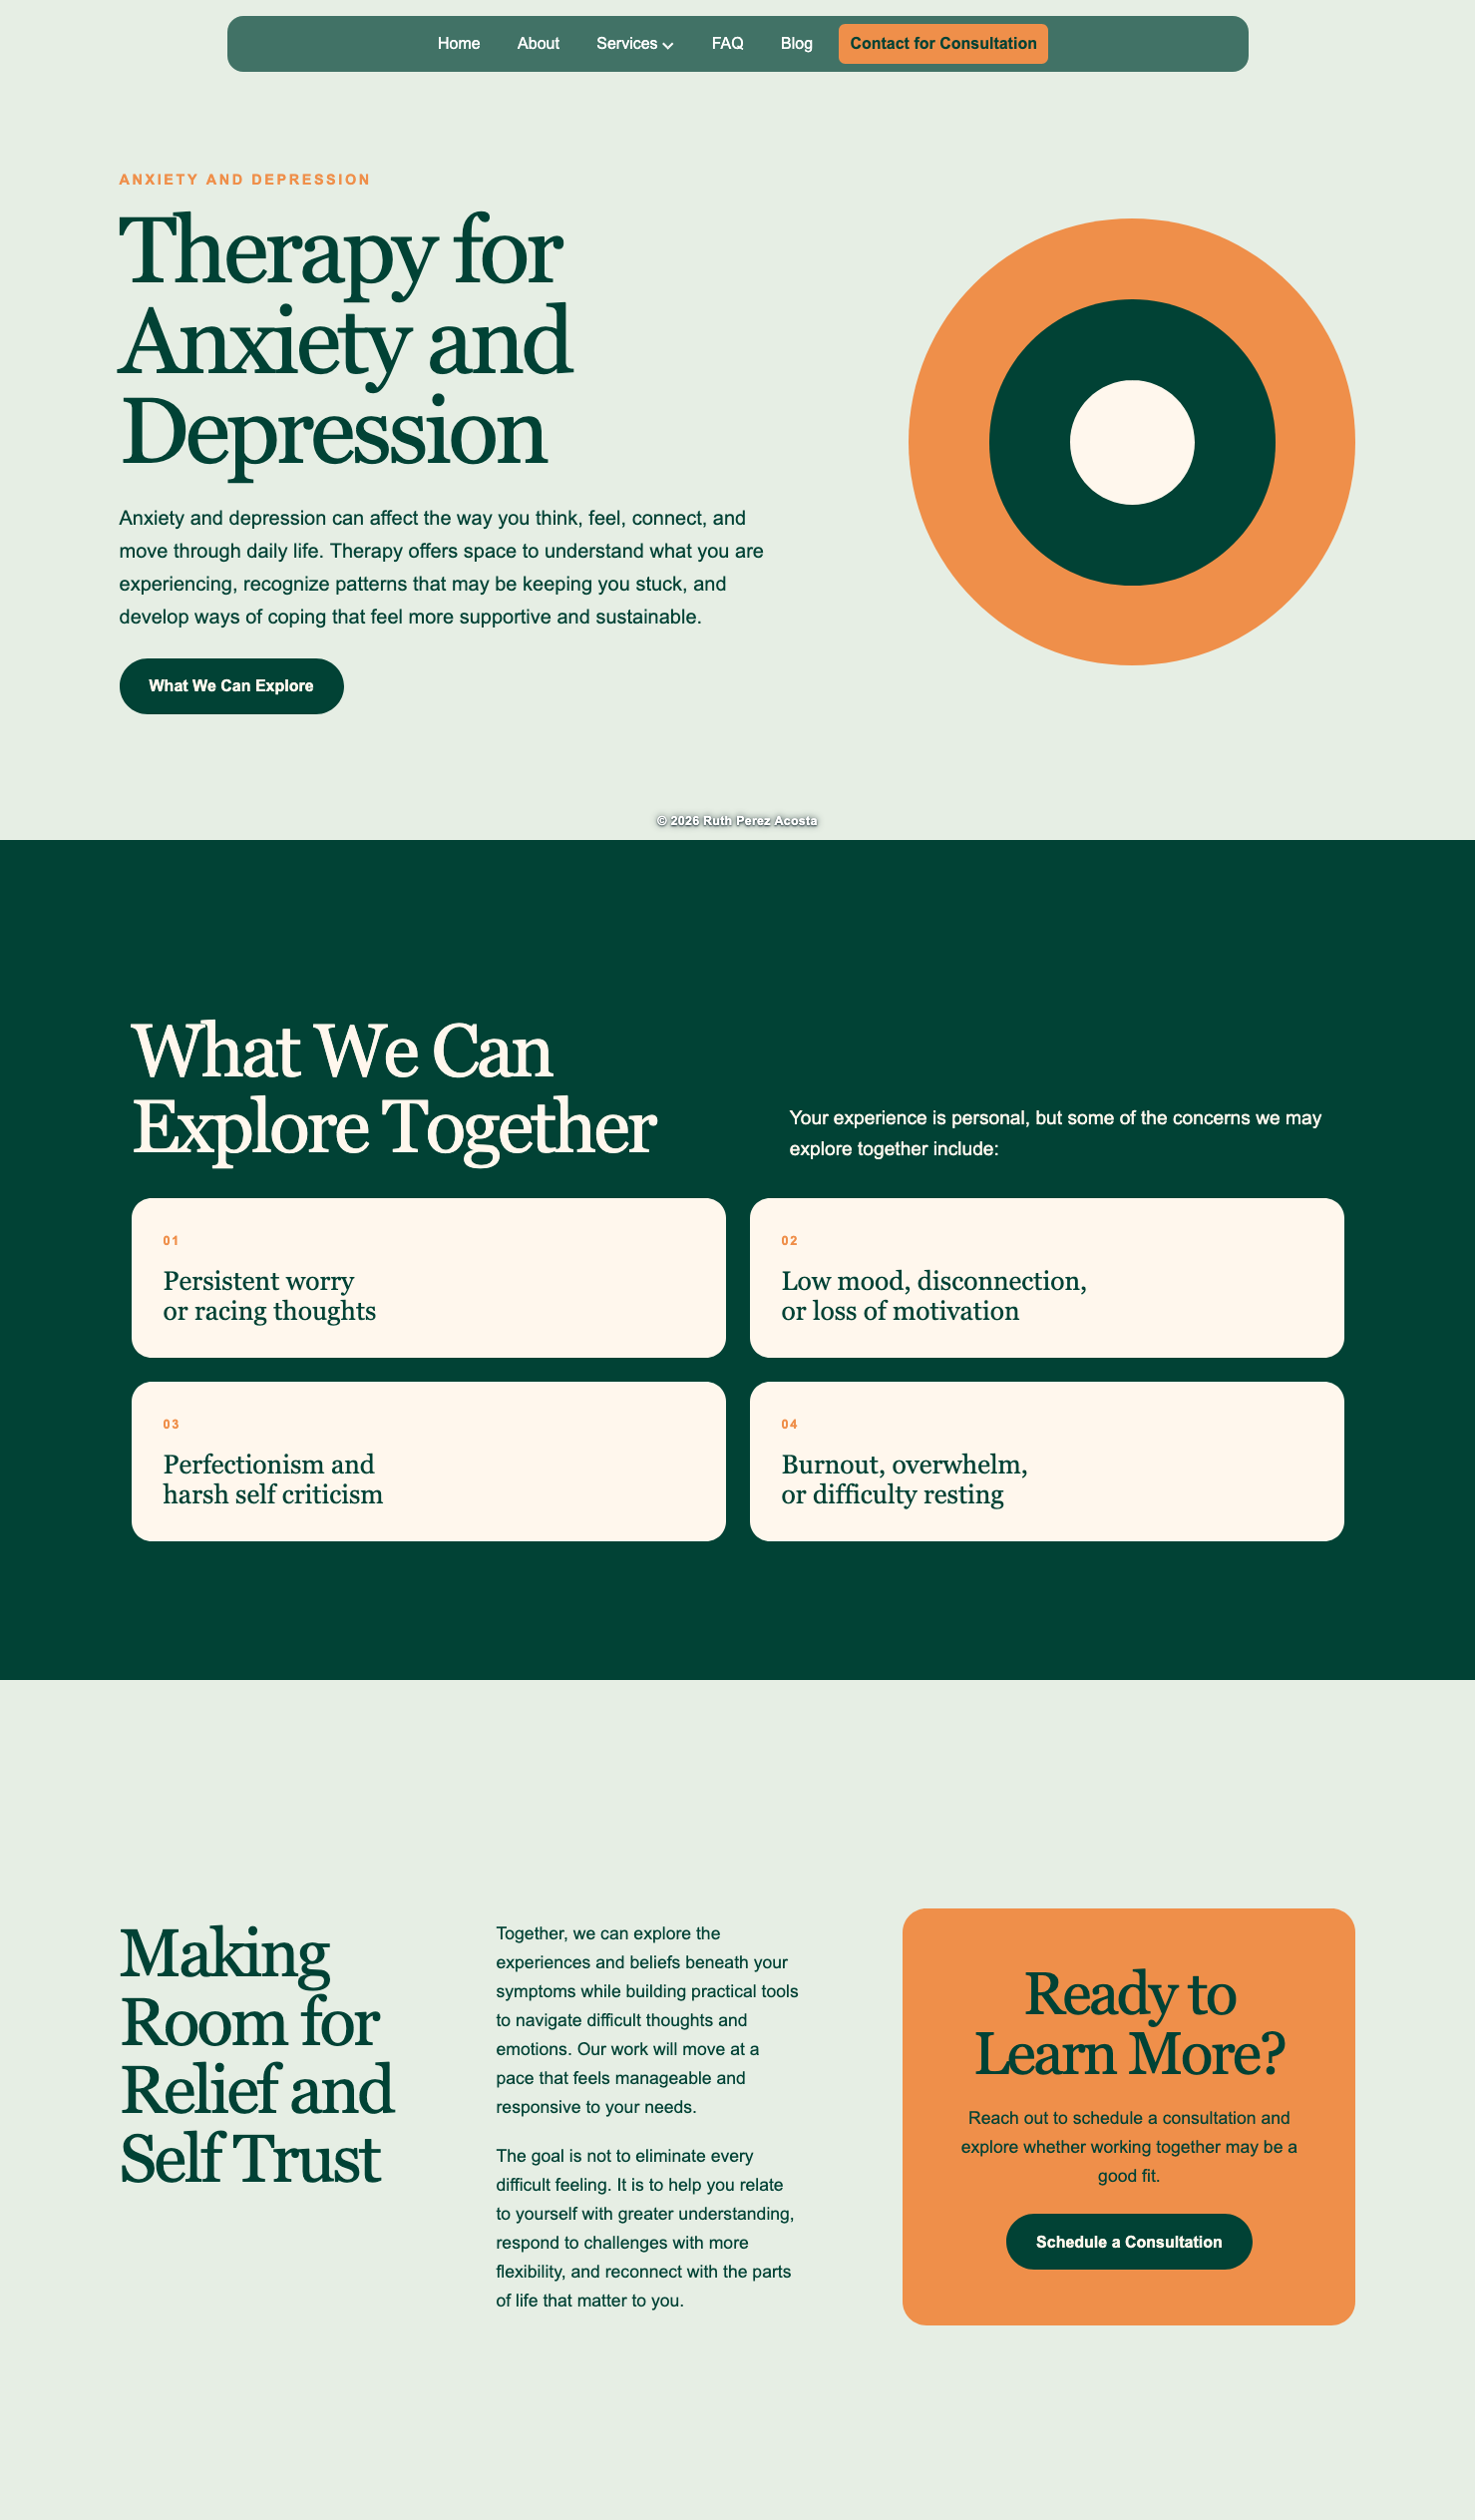 Home About Services FAQ Blog Contact for Consultation
ANXIETY AND DEPRESSION
Therapy for
Anxiety and
Depression
Anxiety and depression can affect the way you think, feel, connect, and
move through daily life. Therapy offers space to understand what you are
experiencing, recognize patterns that may be keeping you stuck, and
develop ways of coping that feel more supportive and sustainable.
What We Can Explore
© 2026 Ruth Perez Acosta
What We Can
Explore Together
Your experience is personal, but some of the concerns we may
explore together include:
01
Persistent worry
or racing thoughts
02
Low mood, disconnection,
or loss of motivation
03
Perfectionism and
harsh self criticism
04
Burnout, overwhelm,
or difficulty resting
Making
Room for
Relief and
Self Trust
Together, we can explore the
experiences and beliefs beneath your
symptoms while building practical tools
to navigate difficult thoughts and
emotions. Our work will move at a
pace that feels manageable and
responsive to your needs.
The goal is not to eliminate every
difficult feeling. It is to help you relate
to yourself with greater understanding,
respond to challenges with more
flexibility, and reconnect with the parts
of life that matter to you.
Ready to
Learn More?
Reach out to schedule a consultation and
explore whether working together may be a
good fit.
Schedule a Consultation